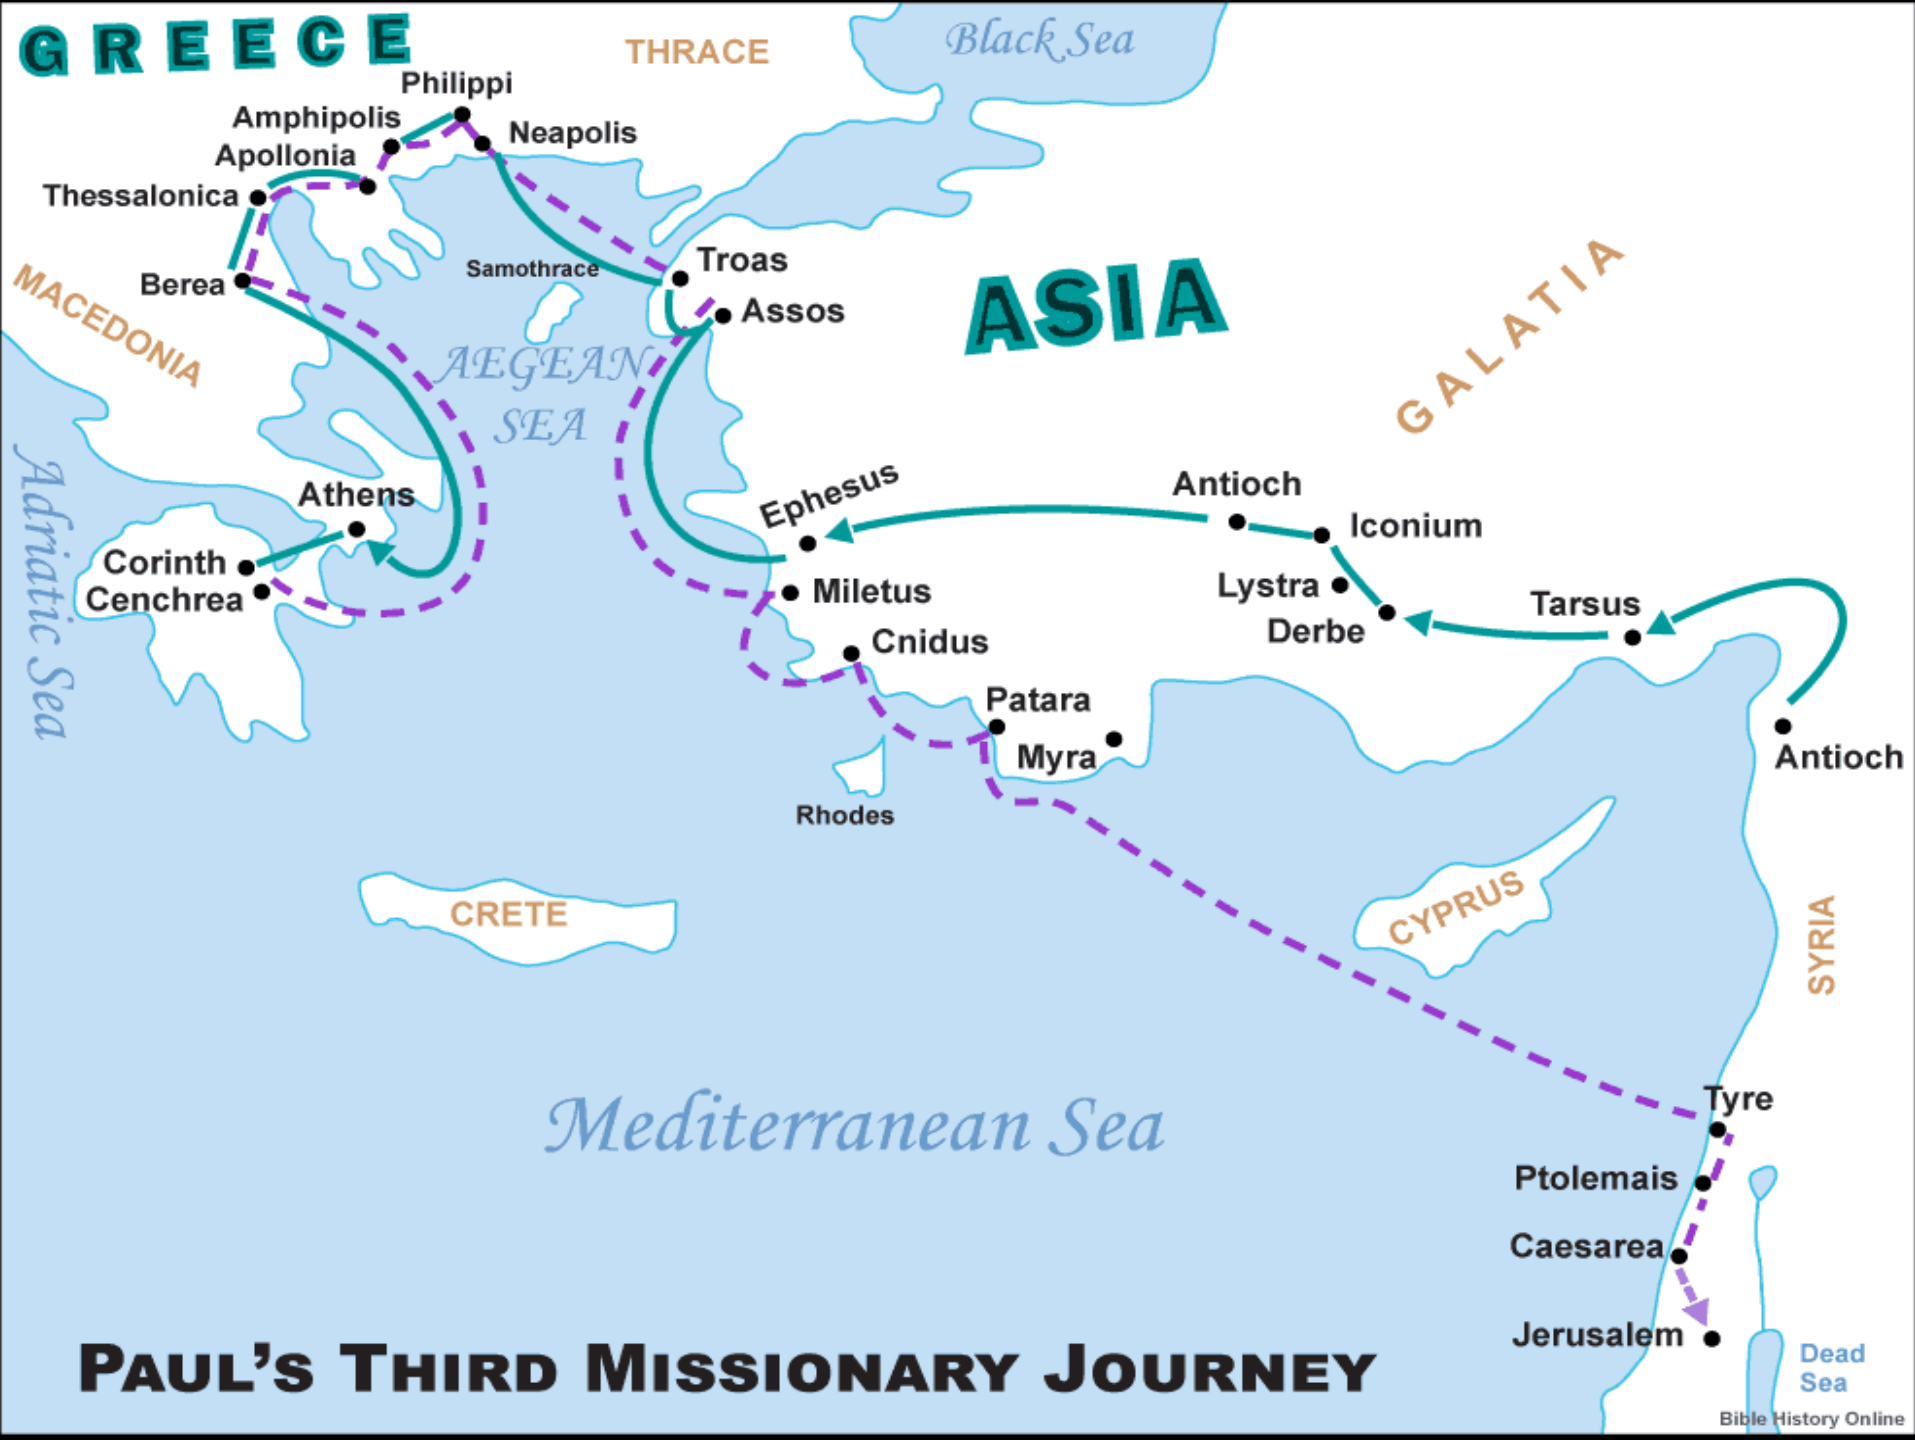 GREECE
THRACE
Black Sea
Philippi
Amphipolis
Neapolis
Apollonia
Thessalonica
Troas
Samothrace
Berea
Assos
MACEDONIA
ASIA
GALATIA
AEGEAN
SEA
Adriatic Sea
Athens
Ephesus
Antioch
Iconium
Corinth
Cenchrea
Miletus
Lystra
Derbe
Tarsus
Cnidus
Patara
Myra
Antioch
Rhodes
CRETE
CYPRUS
SYRIA
Mediterranean Sea
Tyre
Ptolemais
Caesarea
Jerusalem
Dead
Sea
PAUL'S THIRD MISSIONARY JOURNEY
Bible History Online